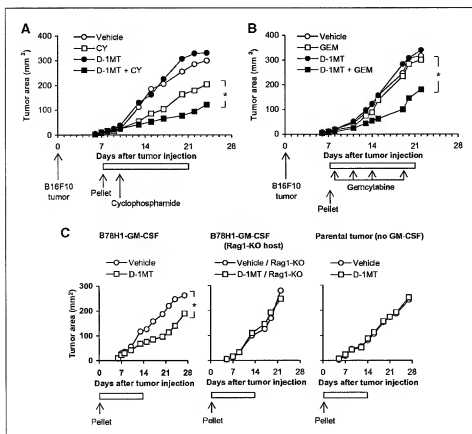 A
Vehicle
CY
D-1MT
D-1MT + CY
Tumor area (mm 2)
400
300
200
100
0
*
0 7 14 21 28
Days after tumor injection
B16F10
tumor
Pellet
Cyclophosphamide
B
Vehicle
GEM
D-1MT
D-1MT + GEM
Tumor area (mm 2)
400
300
200
100
0
*
0 7 14 21 28
Days after tumor injection
B16F10
tumor
Gemcytabine
Pellet
C
B78H1-GM-CSF
Vehicle
D-1MT
Tumor area (mm2)
300
200
100
0
*
0 7 14 21 28
Days after tumor injection
Pellet
B78H1-GM-CSF
(Rag1-KO host)
Vehicle / Rag1-KO
D-1MT / Rag1-KO
0 7 14 21 28
Days after tumor injection
Pellet
Parental tumor (no GM-CSF)
Vehicle
D-1MT
0 7 14 21 28
Days after tumor injection
Pellet